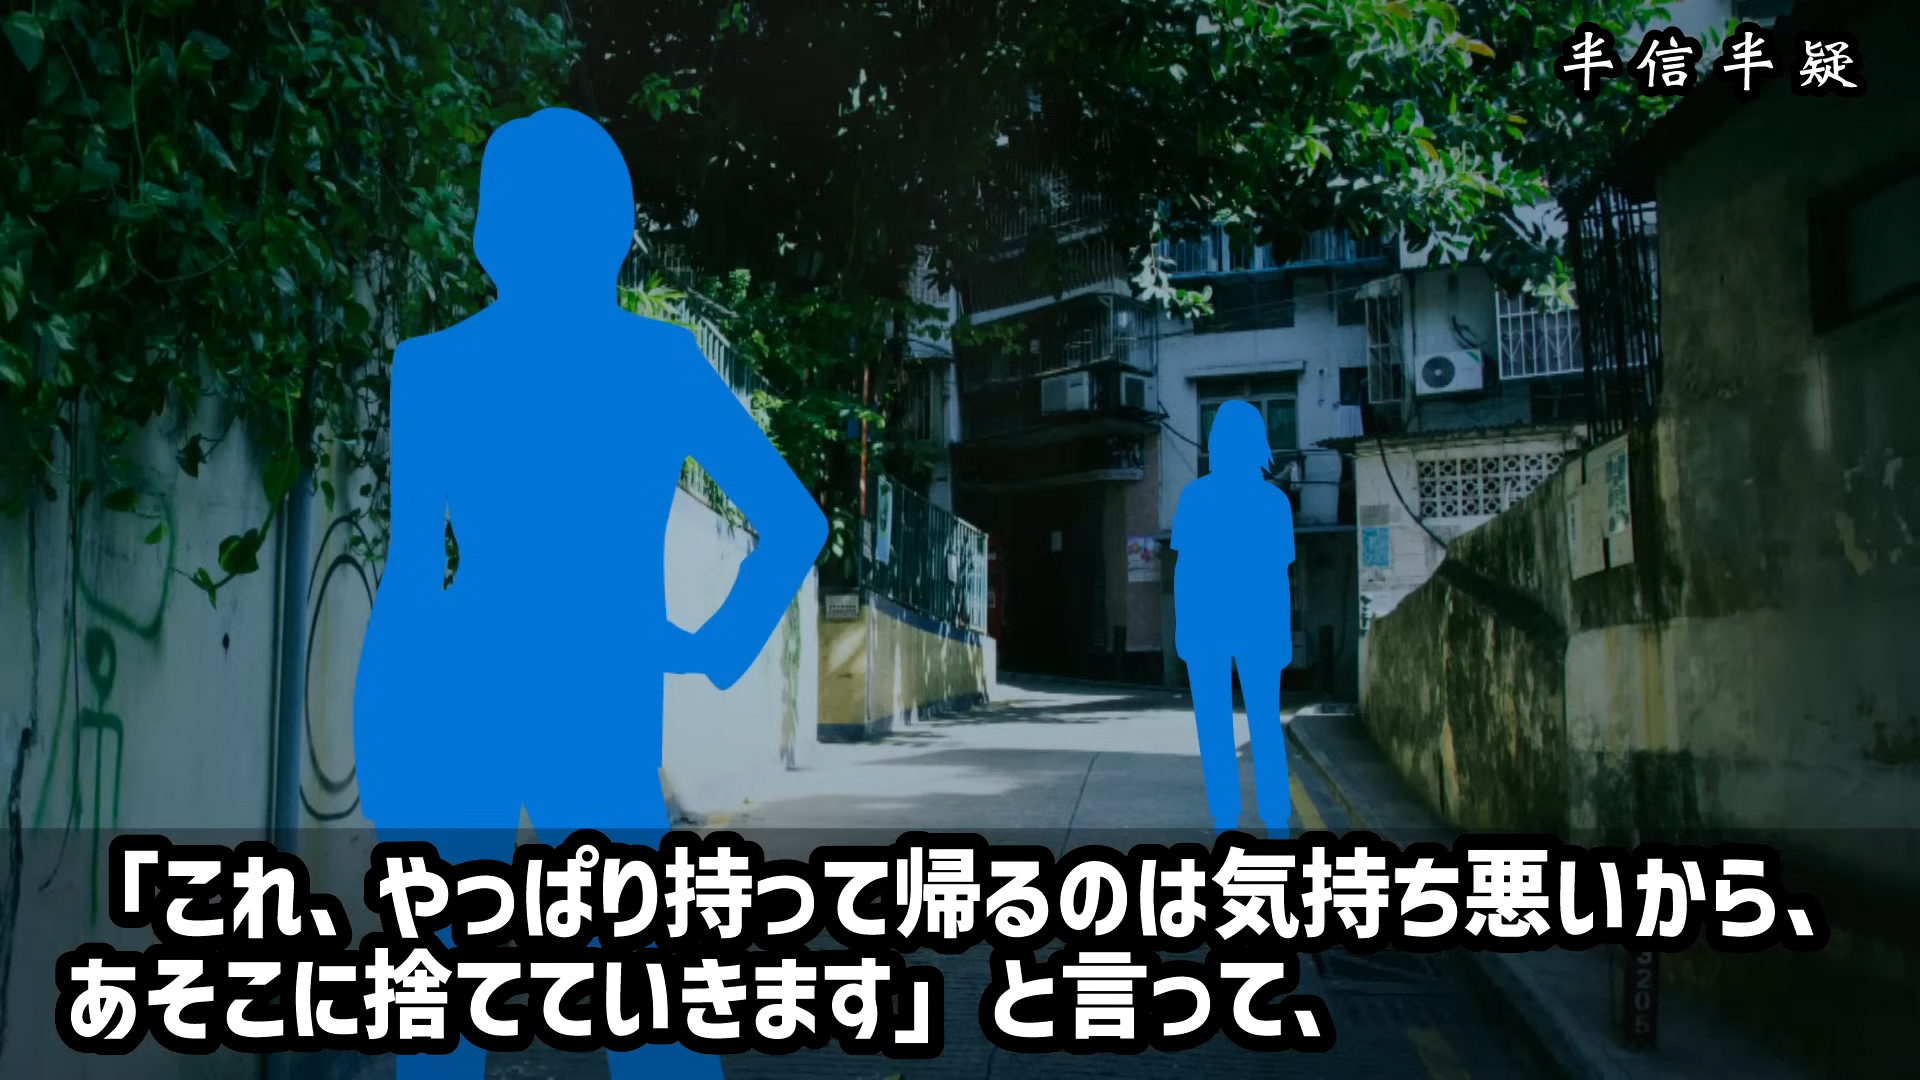 半信半疑
「これ、やっぱり持って帰るのは気持ち悪いから、
あそこに捨てていきます」と言って、
3205